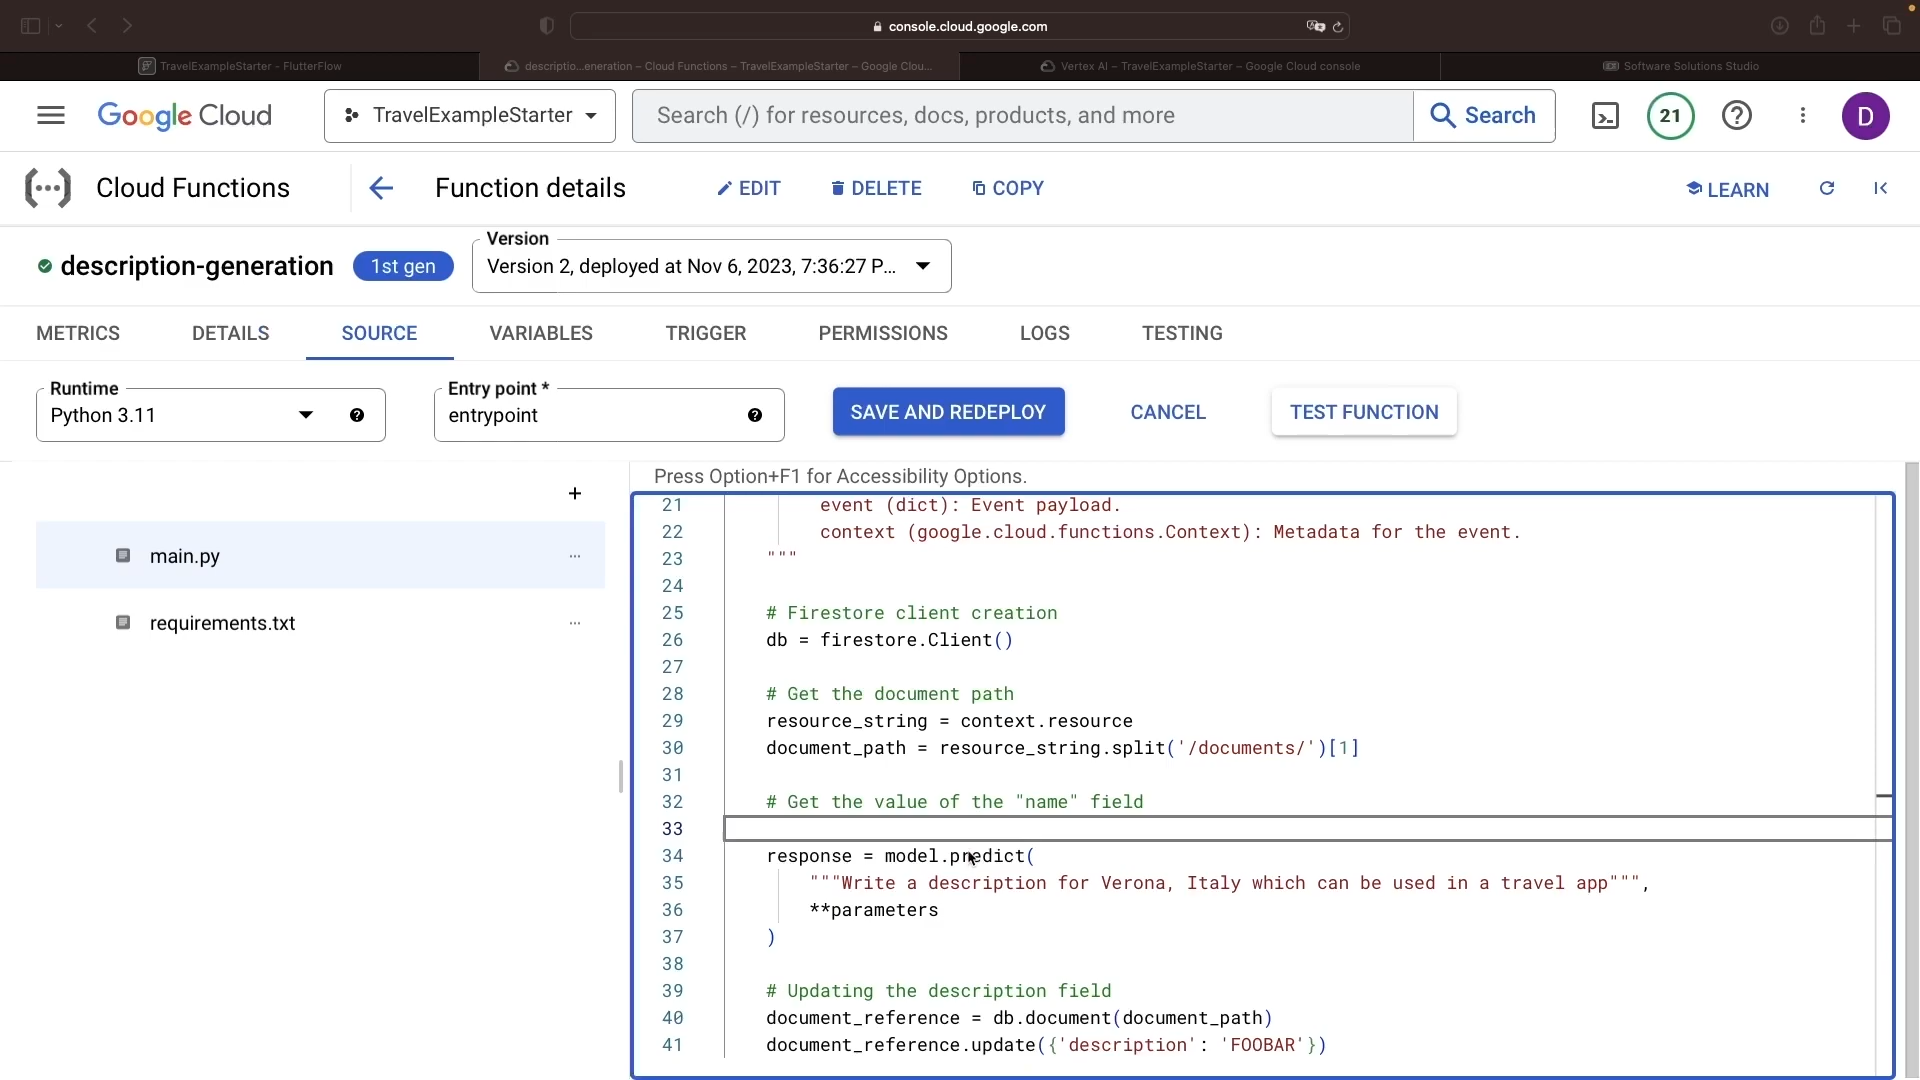 console.cloud.google.com
TravelExampleStarter - FlutterFlow
descriptio...eneration – Cloud Functions – TravelExampleStarter – Google Clou...
Vertex AI – TravelExampleStarter – Google Cloud console
Software Solutions Studio
Google Cloud
TravelExampleStarter
Search (/) for resources, docs, products, and more
Search
21
D
Cloud Functions
Function details
EDIT
DELETE
COPY
LEARN
description-generation
1st gen
Version
Version 2, deployed at Nov 6, 2023, 7:36:27 P...
METRICS
DETAILS
SOURCE
VARIABLES
TRIGGER
PERMISSIONS
LOGS
TESTING
Runtime
Python 3.11
Entry point *
entrypoint
SAVE AND REDEPLOY
CANCEL
TEST FUNCTION
main.py
requirements.txt
Press Option+F1 for Accessibility Options.
21 event (dict): Event payload.
22 context (google.cloud.functions.Context): Metadata for the event.
23 """
24
25 # Firestore client creation
26 db = firestore.Client()
27
28 # Get the document path
29 resource_string = context.resource
30 document_path = resource_string.split('/documents/')[1]
31
32 # Get the value of the "name" field
33
34 response = model.predict(
35 """Write a description for Verona, Italy which can be used in a travel app""",
36 **parameters
37 )
38
39 # Updating the description field
40 document_reference = db.document(document_path)
41 document_reference.update({'description': 'FOOBAR'})